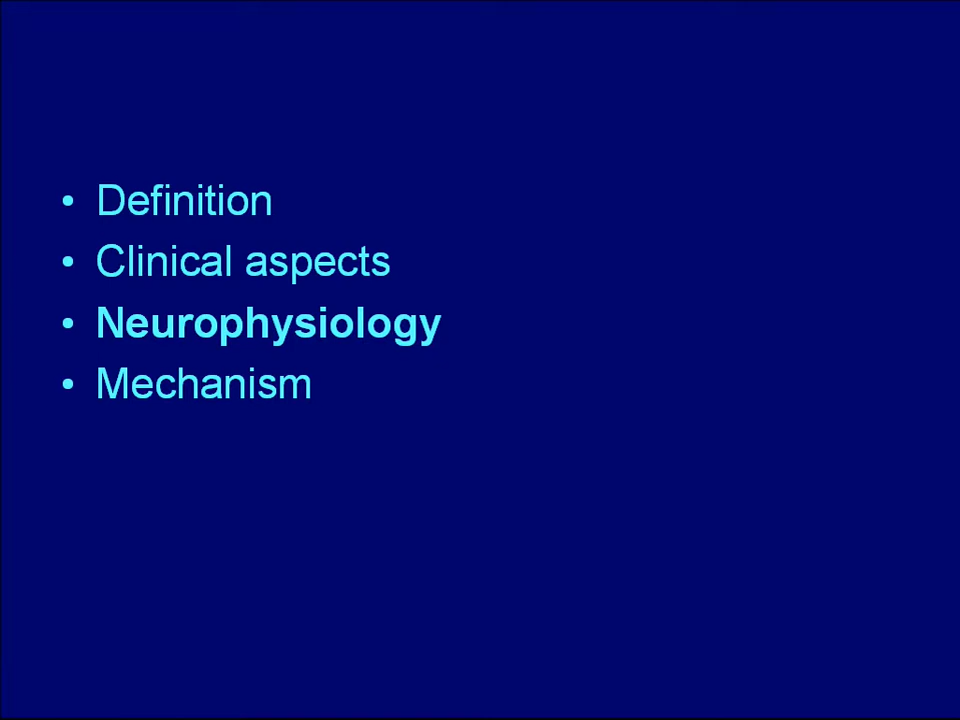 • Definition
• Clinical aspects
• Neurophysiology
• Mechanism